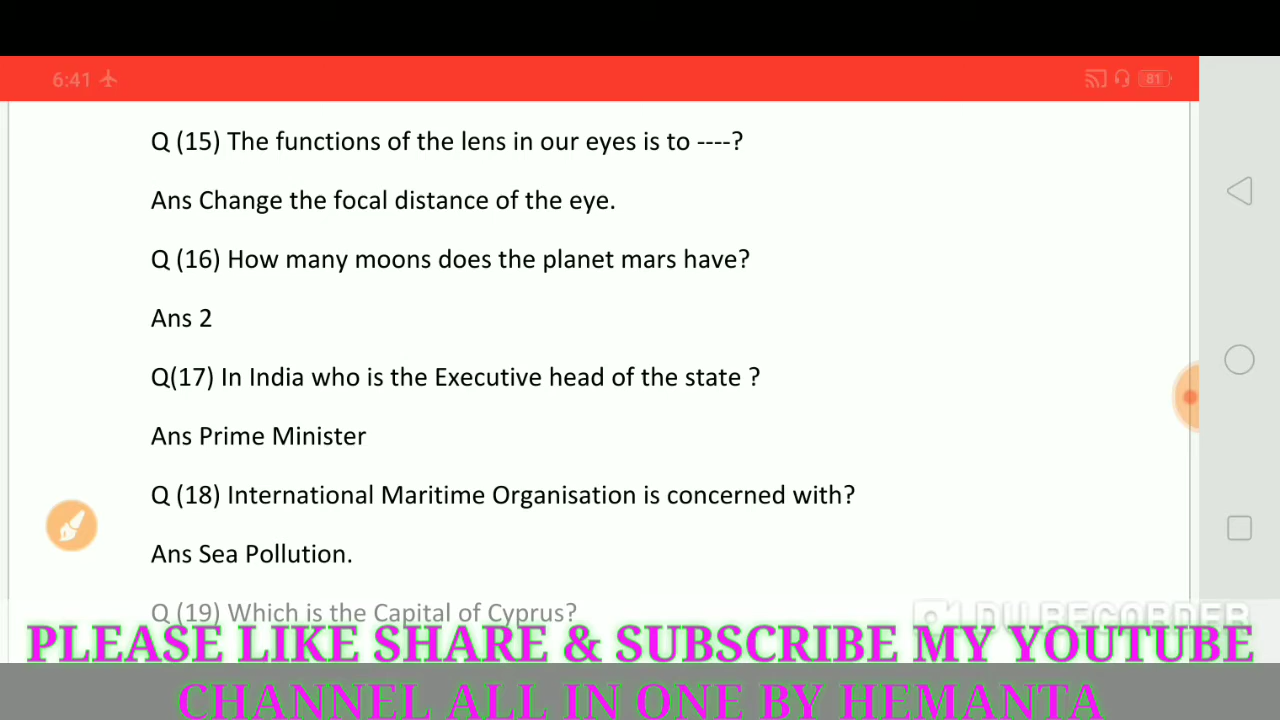 6:41
81
Q (15) The functions of the lens in our eyes is to ----?
Ans Change the focal distance of the eye.
Q (16) How many moons does the planet mars have?
Ans 2
Q(17) In India who is the Executive head of the state ?
Ans Prime Minister
Q (18) International Maritime Organisation is concerned with?
Ans Sea Pollution.
Q (19) Which is the Capital of Cyprus?
DU RECORDER
PLEASE LIKE SHARE & SUBSCRIBE MY YOUTUBE
CHANNEL ALL IN ONE BY HEMANTA